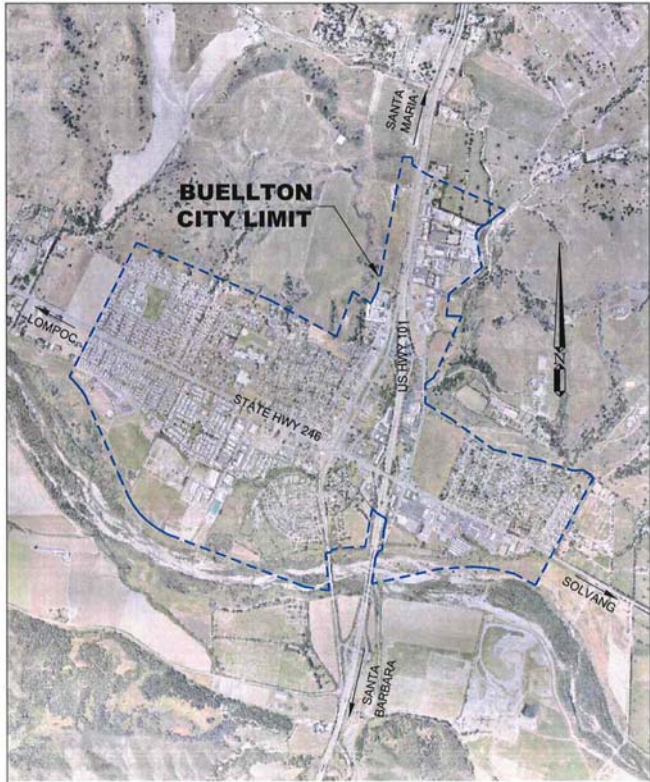 SANTA
MARIA
BUELLTON
CITY LIMIT
LOMPOC
US HWY 101
STATE HWY 246
SOLVANG
SANTA
BARBARA